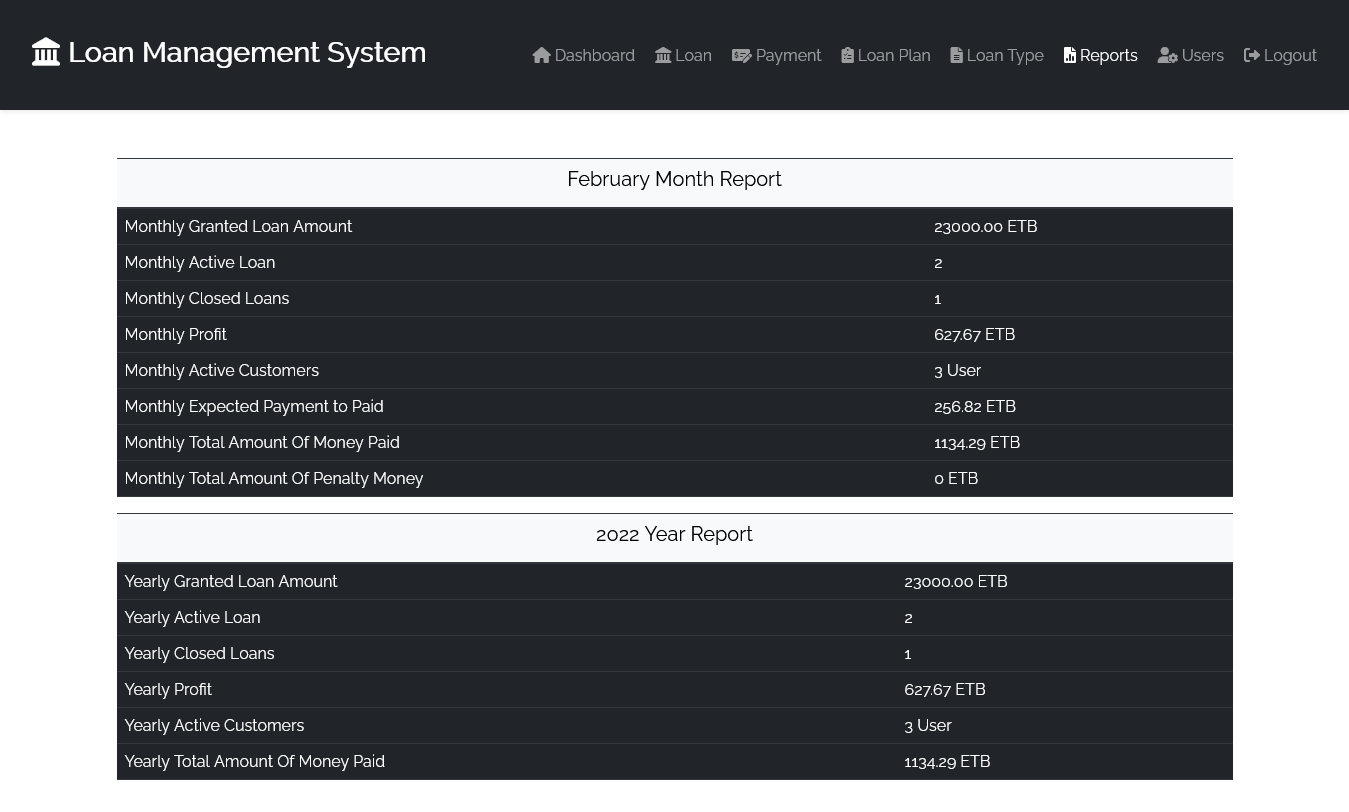 Loan Management System
Dashboard Loan Payment Loan Plan Loan Type Reports Users Logout
February Month Report
Monthly Granted Loan Amount 23000.00 ETB
Monthly Active Loan 2
Monthly Closed Loans 1
Monthly Profit 627.67 ETB
Monthly Active Customers 3 User
Monthly Expected Payment to Paid 256.82 ETB
Monthly Total Amount Of Money Paid 1134.29 ETB
Monthly Total Amount Of Penalty Money 0 ETB
2022 Year Report
Yearly Granted Loan Amount 23000.00 ETB
Yearly Active Loan 2
Yearly Closed Loans 1
Yearly Profit 627.67 ETB
Yearly Active Customers 3 User
Yearly Total Amount Of Money Paid 1134.29 ETB